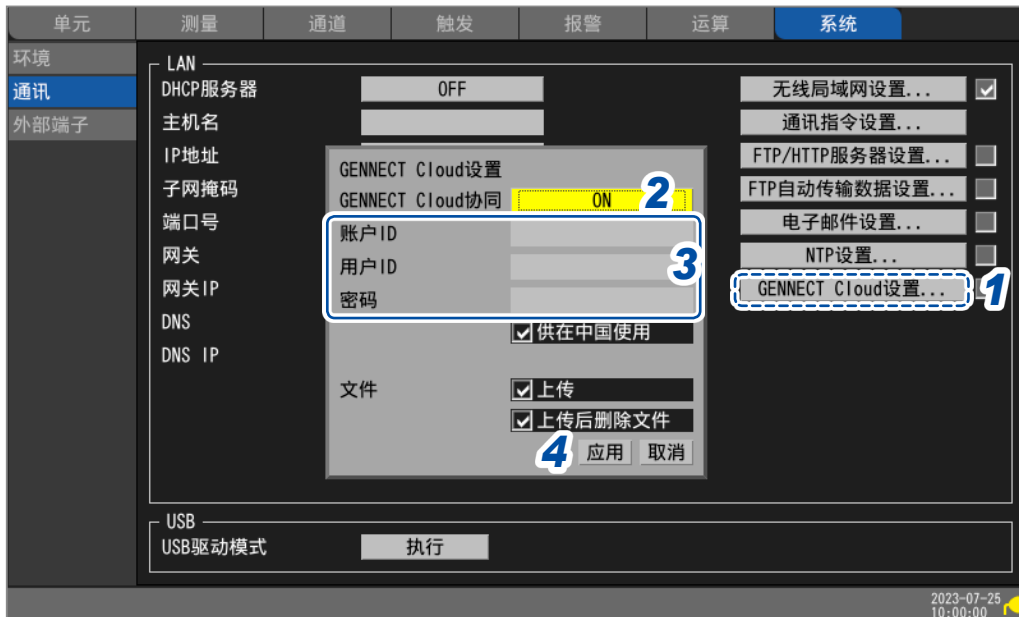 单元 测量 通道 触发 报警 运算 系统
环境
通讯
外部端子
LAN
DHCP服务器 OFF 无线局域网设置...
主机名 通讯指令设置...
IP地址 FTP/HTTP服务器设置...
子网掩码 FTP自动传输数据设置...
端口号 电子邮件设置...
网关 NTP设置...
网关IP GENNECT Cloud设置... 1
DNS
DNS IP
GENNECT Cloud设置
GENNECT Cloud协同 ON 2
账户ID
用户ID 3
密码
供在中国使用
文件 上传
上传后删除文件
4 应用 取消
USB
USB驱动模式 执行
2023-07-25
10:00:00